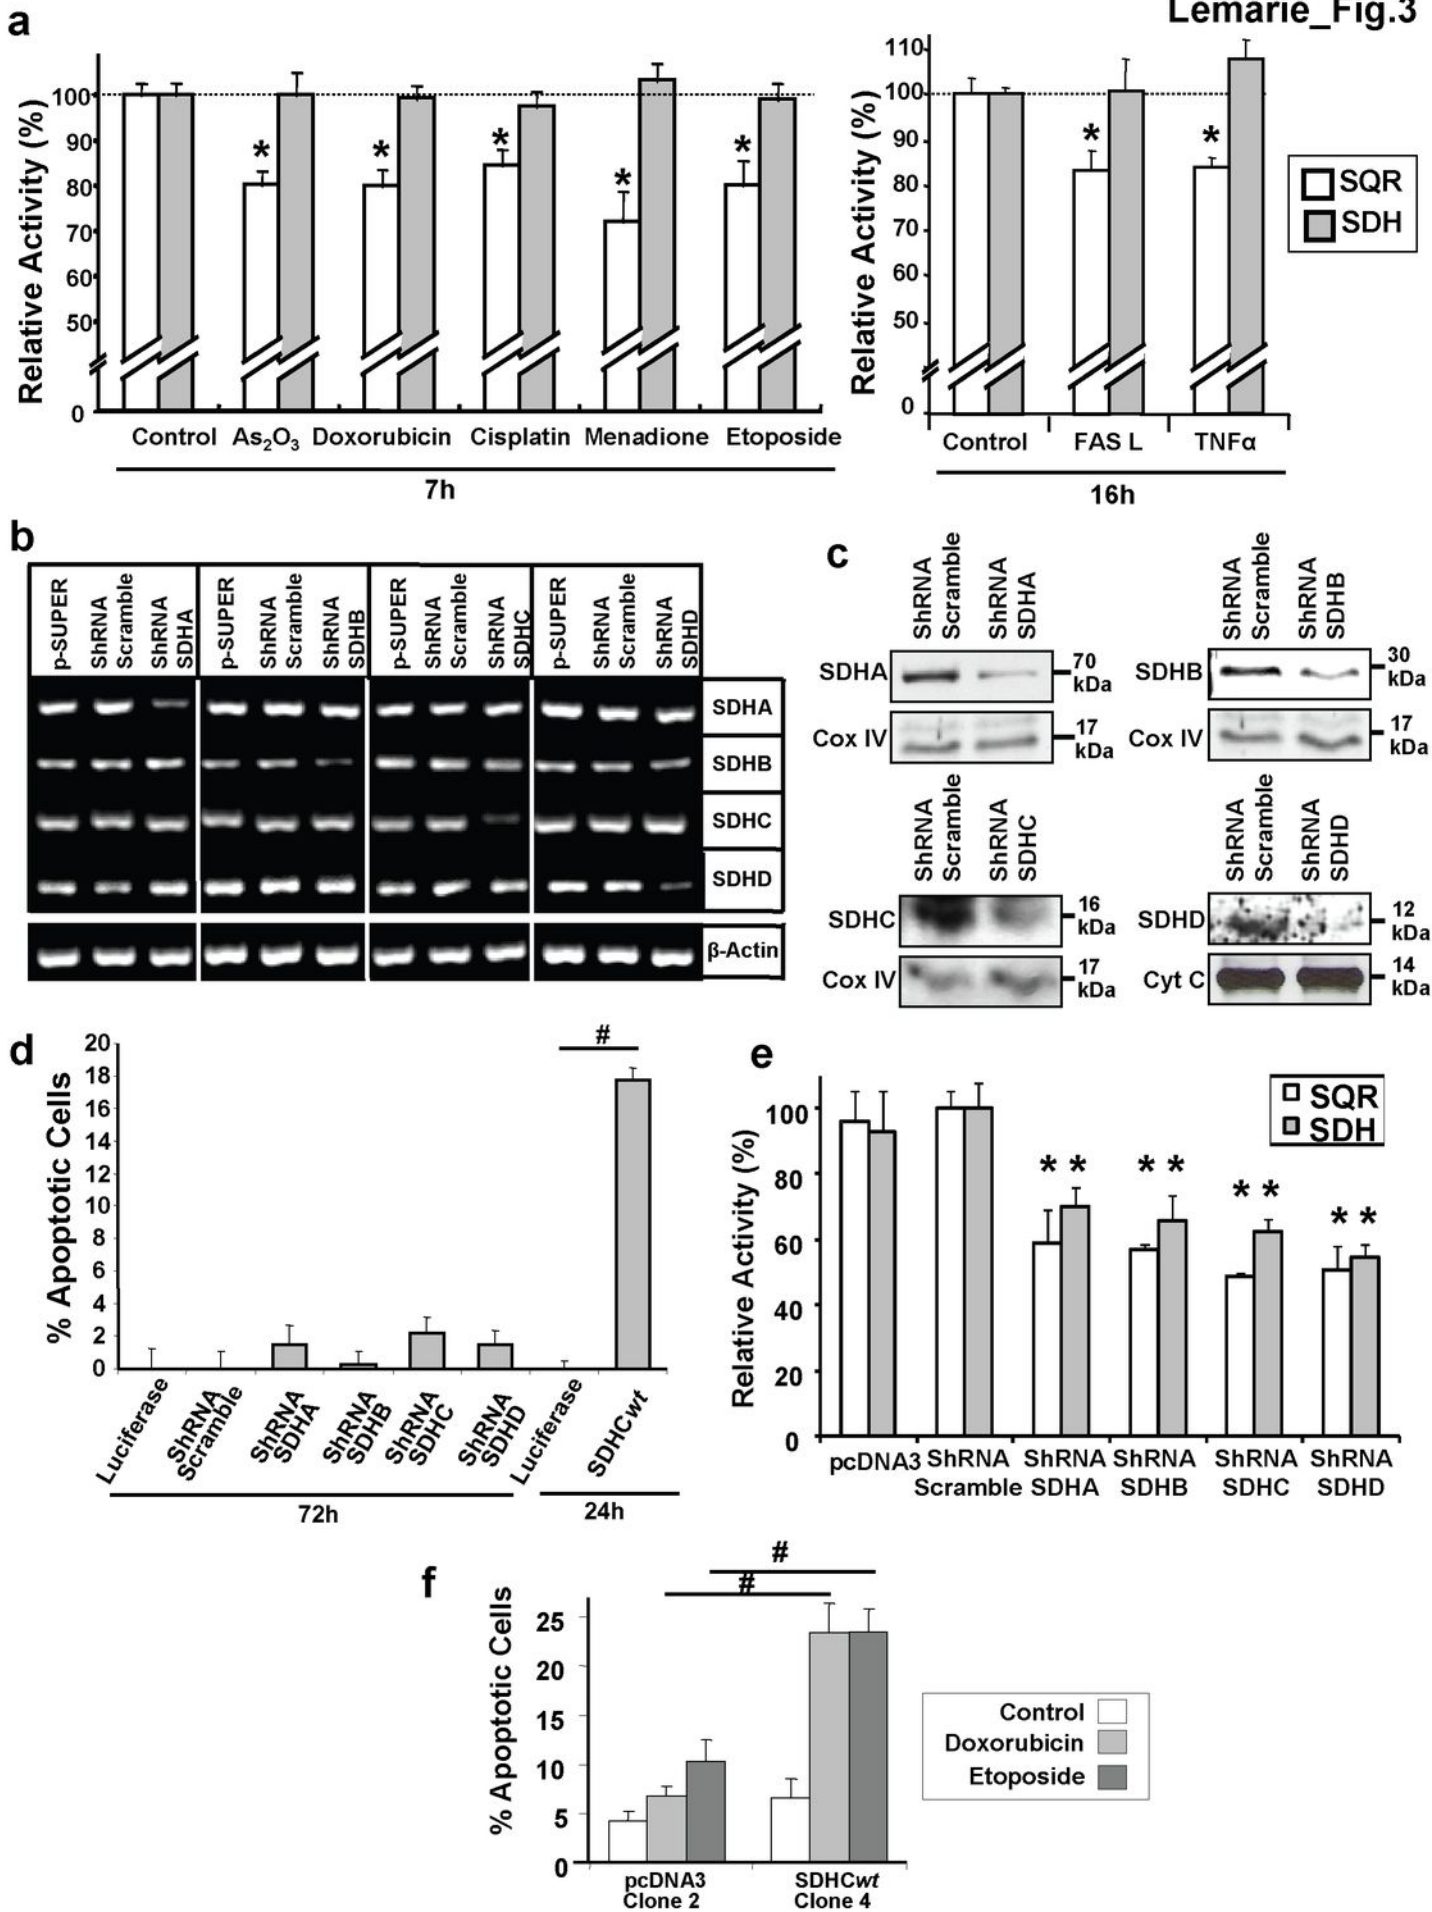 Lemarie_Fig.3
a
Relative Activity (%)
100
90
80
70
60
50
0
* * * * *
Control As2O3 Doxorubicin Cisplatin Menadione Etoposide
7h
Relative Activity (%)
110
100
90
80
70
60
50
0
* *
Control FAS L TNFα
16h
SQR
SDH
b
p-SUPER
ShRNA Scramble
ShRNA SDHA
p-SUPER
ShRNA Scramble
ShRNA SDHB
p-SUPER
ShRNA Scramble
ShRNA SDHC
p-SUPER
ShRNA Scramble
ShRNA SDHD
SDHA
SDHB
SDHC
SDHD
β-Actin
c
ShRNA Scramble
ShRNA SDHA
SDHA
70 kDa
Cox IV
17 kDa
ShRNA Scramble
ShRNA SDHB
SDHB
30 kDa
Cox IV
17 kDa
ShRNA Scramble
ShRNA SDHC
SDHC
16 kDa
Cox IV
17 kDa
ShRNA Scramble
ShRNA SDHD
SDHD
12 kDa
Cyt C
14 kDa
d
% Apoptotic Cells
20
18
16
14
12
10
8
6
4
2
0
#
Luciferase
ShRNA Scramble
ShRNA SDHA
ShRNA SDHB
ShRNA SDHC
ShRNA SDHD
Luciferase
SDHCwt
72h
24h
e
Relative Activity (%)
100
80
60
40
20
0
SQR
SDH
* * * * * * * *
pcDNA3 ShRNA ShRNA ShRNA ShRNA ShRNA
Scramble SDHA SDHB SDHC SDHD
f
% Apoptotic Cells
25
20
15
10
5
0
#
#
pcDNA3
Clone 2
SDHCwt
Clone 4
Control
Doxorubicin
Etoposide